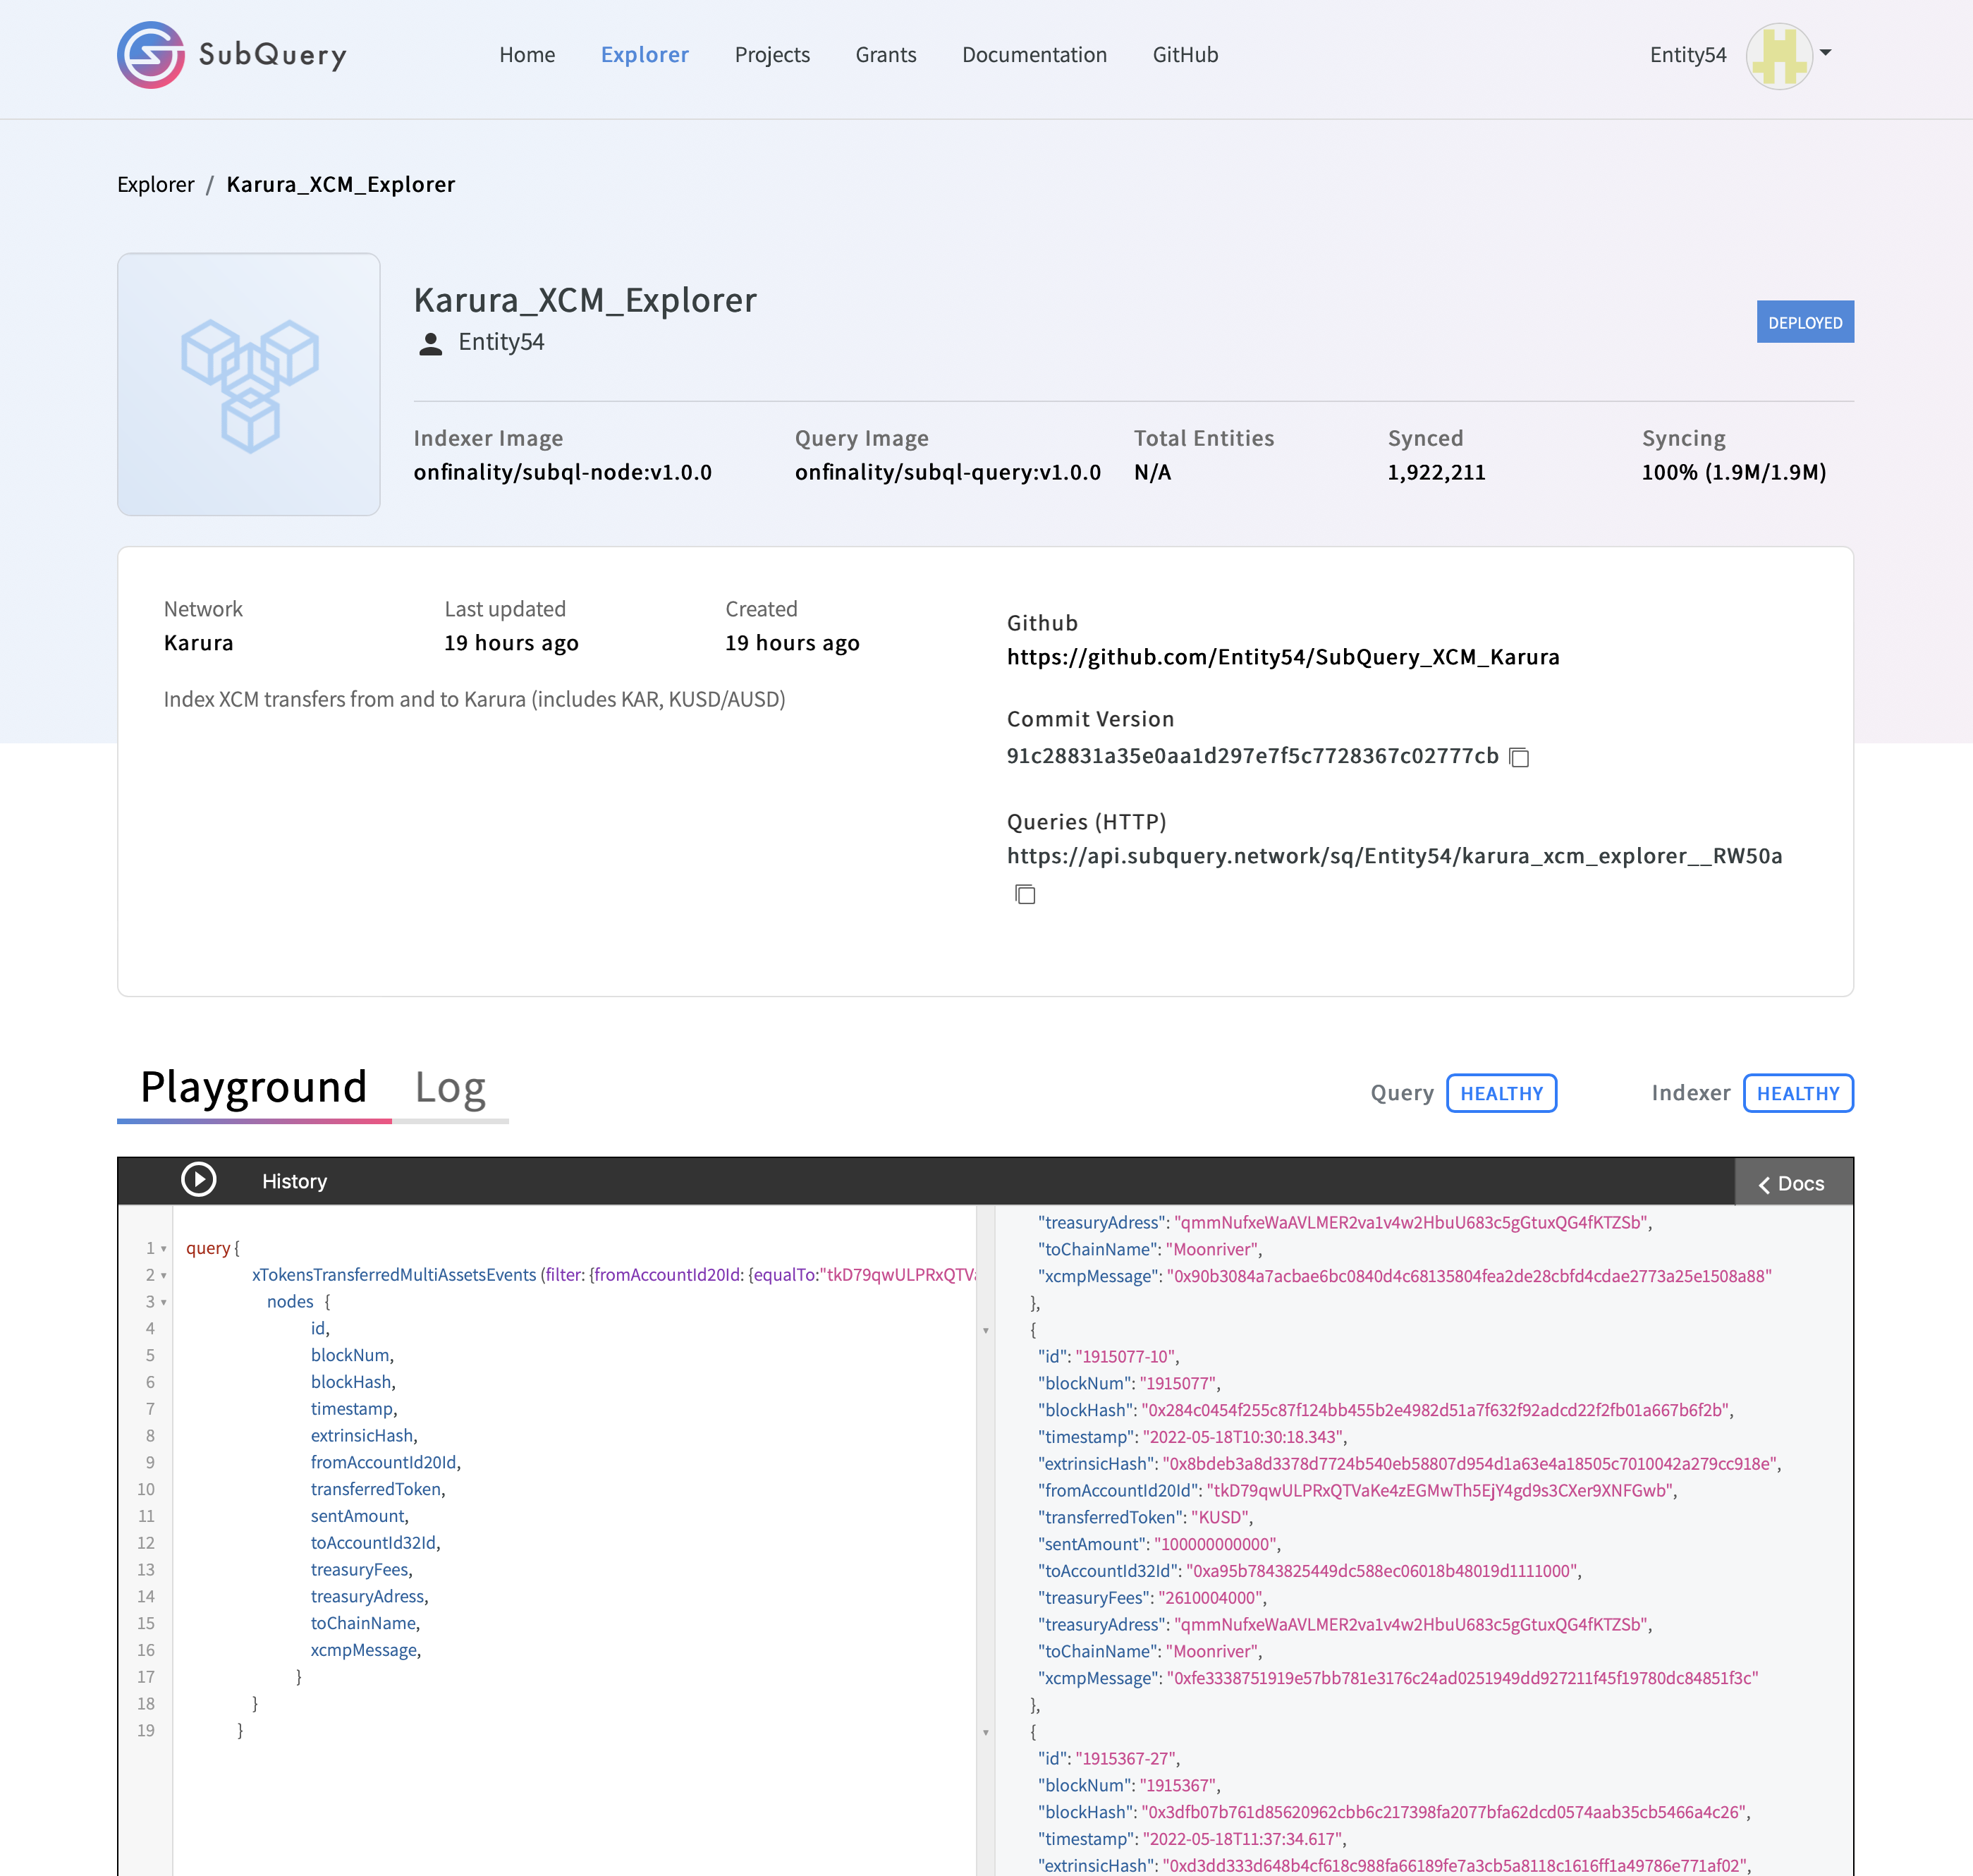 SubQuery
Home Explorer Projects Grants Documentation GitHub
Entity54
Explorer / Karura_XCM_Explorer
Karura_XCM_Explorer
Entity54
DEPLOYED
Indexer Image Query Image Total Entities Synced Syncing
onfinality/subql-node:v1.0.0 onfinality/subql-query:v1.0.0 N/A 1,922,211 100% (1.9M/1.9M)
Network Last updated Created
Karura 19 hours ago 19 hours ago
Index XCM transfers from and to Karura (includes KAR, KUSD/AUSD)
Github
https://github.com/Entity54/SubQuery_XCM_Karura
Commit Version
91c28831a35e0aa1d297e7f5c7728367c02777cb
Queries (HTTP)
https://api.subquery.network/sq/Entity54/karura_xcm_explorer__RW50a
Playground Log
Query HEALTHY Indexer HEALTHY
History
Docs
1 query{
2 xTokensTransferredMultiAssetsEvents (filter: {fromAccountId20Id: {equalTo:"tkD79qwULPRxQTVa
3 nodes {
4 id,
5 blockNum,
6 blockHash,
7 timestamp,
8 extrinsicHash,
9 fromAccountId20Id,
10 transferredToken,
11 sentAmount,
12 toAccountId32Id,
13 treasuryFees,
14 treasuryAdress,
15 toChainName,
16 xcmpMessage,
17 }
18 }
19 }
"treasuryAdress": "qmmNufxeWaAVLMER2va1v4w2HbuU683c5gGtuxQG4fKTZSb",
"toChainName": "Moonriver",
"xcmpMessage": "0x90b3084a7acbae6bc0840d4c68135804fea2de28cbfd4cdae2773a25e1508a88"
},
{
"id": "1915077-10",
"blockNum": "1915077",
"blockHash": "0x284c0454f255c87f124bb455b2e4982d51a7f632f92adcd22f2fb01a667b6f2b",
"timestamp": "2022-05-18T10:30:18.343",
"extrinsicHash": "0x8bdeb3a8d3378d7724b540eb58807d954d1a63e4a18505c7010042a279cc918e",
"fromAccountId20Id": "tkD79qwULPRxQTVaKe4zEGMwTh5EjY4gd9s3CXer9XNFGwb",
"transferredToken": "KUSD",
"sentAmount": "100000000000",
"toAccountId32Id": "0xa95b7843825449dc588ec06018b48019d1111000",
"treasuryFees": "2610004000",
"treasuryAdress": "qmmNufxeWaAVLMER2va1v4w2HbuU683c5gGtuxQG4fKTZSb",
"toChainName": "Moonriver",
"xcmpMessage": "0xfe3338751919e57bb781e3176c24ad0251949dd927211f45f19780dc84851f3c"
},
{
"id": "1915367-27",
"blockNum": "1915367",
"blockHash": "0x3dfb07b761d85620962cbb6c217398fa2077bfa62dcd0574aab35cb5466a4c26",
"timestamp": "2022-05-18T11:37:34.617",
"extrinsicHash": "0xd3dd333d648b4cf618c988fa66189fe7a3cb5a8118c1616ff1a49786e771af02",